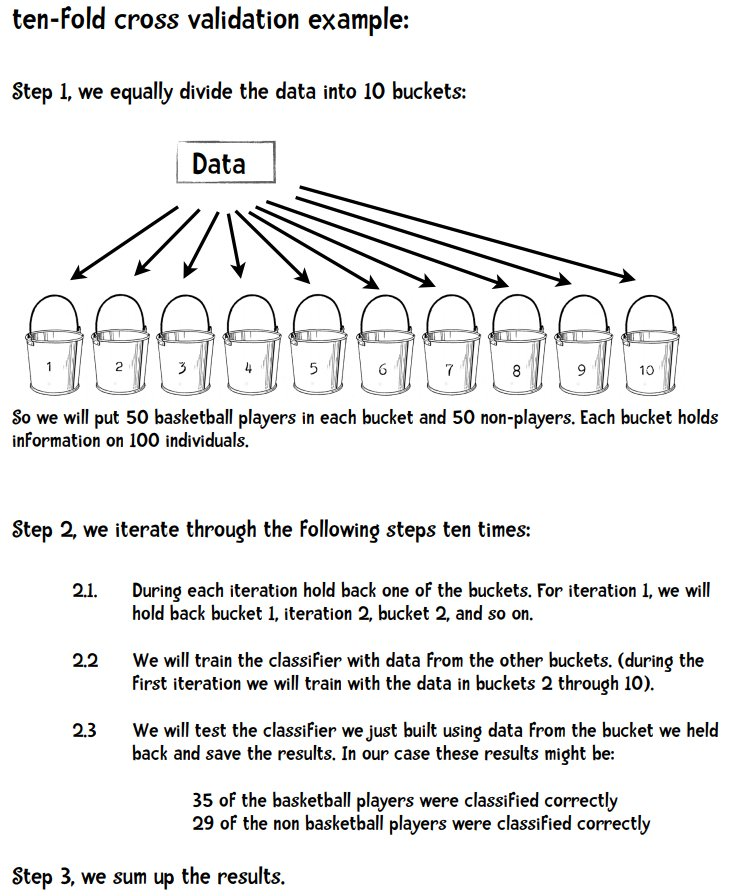 ten-fold cross validation example:
Step 1, we equally divide the data into 10 buckets:
Data
1 2 3 4 5 6 7 8 9 10
So we will put 50 basketball players in each bucket and 50 non-players. Each bucket holds
information on 100 individuals.
Step 2, we iterate through the following steps ten times:
2.1. During each iteration hold back one of the buckets. For iteration 1, we will
hold back bucket 1, iteration 2, bucket 2, and so on.
2.2 We will train the classifier with data from the other buckets. (during the
first iteration we will train with the data in buckets 2 through 10).
2.3 We will test the classifier we just built using data from the bucket we held
back and save the results. In our case these results might be:
35 of the basketball players were classified correctly
29 of the non basketball players were classified correctly
Step 3, we sum up the results.